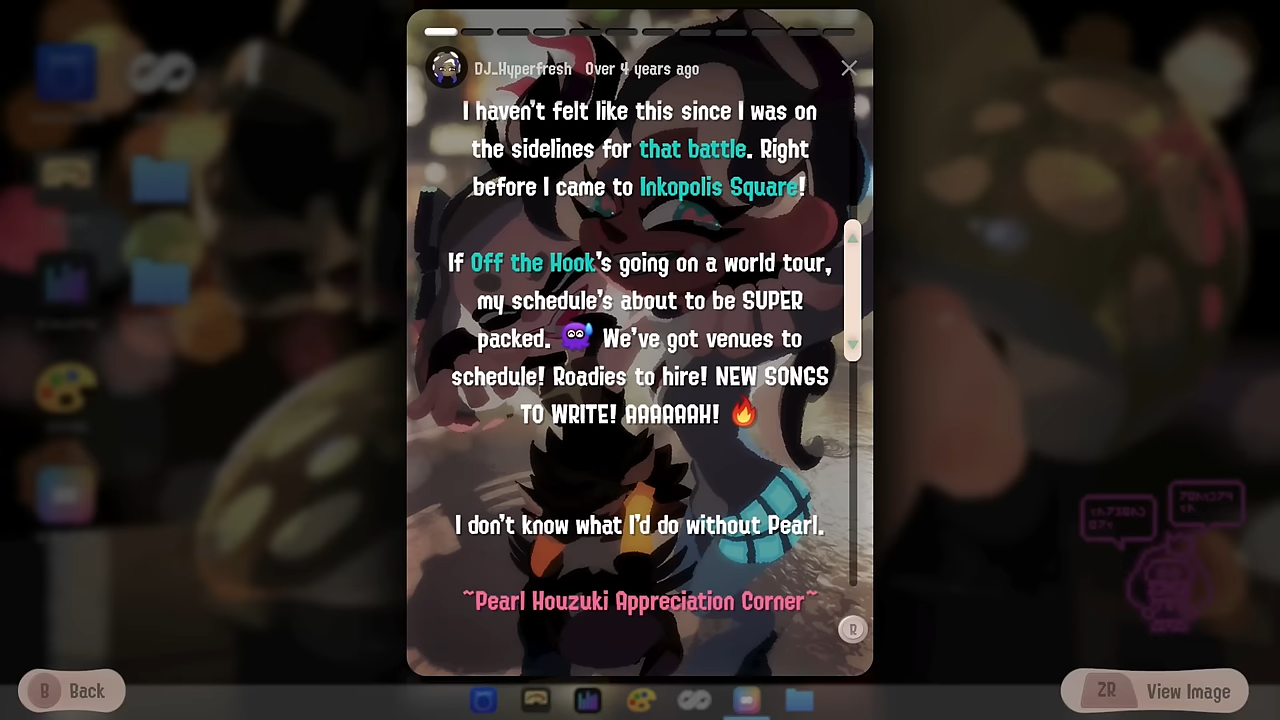 DJ_Hyperfresh Over 4 years ago
I haven't felt like this since I was on
the sidelines for that battle. Right
before I came to Inkopolis Square!
If Off the Hook's going on a world tour,
my schedule's about to be SUPER
packed. We've got venues to
schedule! Roadies to hire! NEW SONGS
TO WRITE! AAAAAAH!
I don't know what I'd do without Pearl.
~Pearl Houzuki Appreciation Corner~
R
B Back
ZR View Image